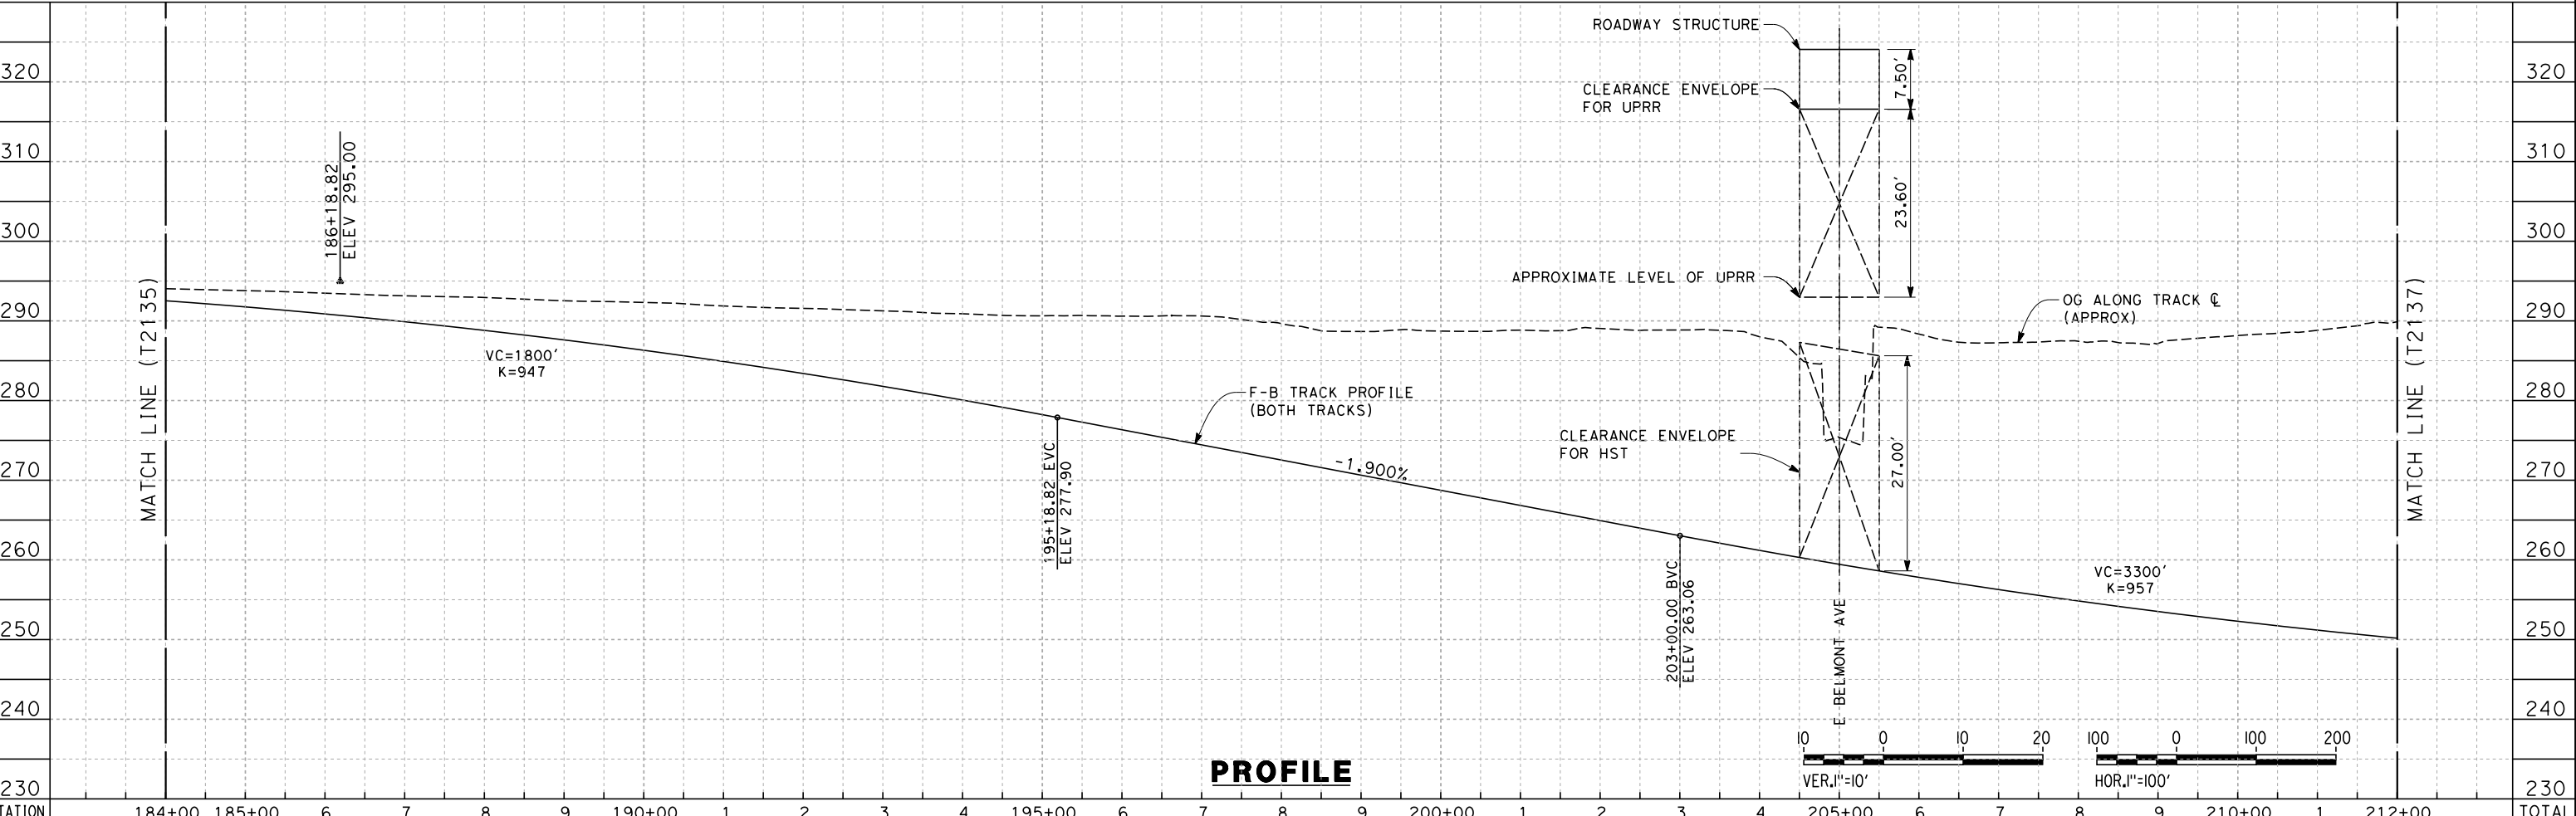 ROADWAY STRUCTURE
7.50'
320
320
CLEARANCE ENVELOPE
FOR UPRR
310
310
186+18.82
ELEV 295.00
23.60'
300
300
APPROXIMATE LEVEL OF UPRR
MATCH LINE (T2135)
MATCH LINE (T2137)
OG ALONG TRACK ℄
(APPROX)
290
290
VC=1800'
K=947
280
280
F-B TRACK PROFILE
(BOTH TRACKS)
CLEARANCE ENVELOPE
FOR HST
27.00'
270
270
-1.900%
195+18.82 EVC
ELEV 277.90
260
260
203+00.00 BVC
ELEV 263.06
VC=3300'
K=957
E BELMONT AVE
250
250
240
240
10 0 10 20
VER.1"=10'
100 0 100 200
HOR.1"=100'
PROFILE
230
230
184+00 185+00 6 7 8 9 190+00 1 2 3 4 195+00 6 7 8 9 200+00 1 2 3 4 205+00 6 7 8 9 210+00 1 212+00 TOTAL